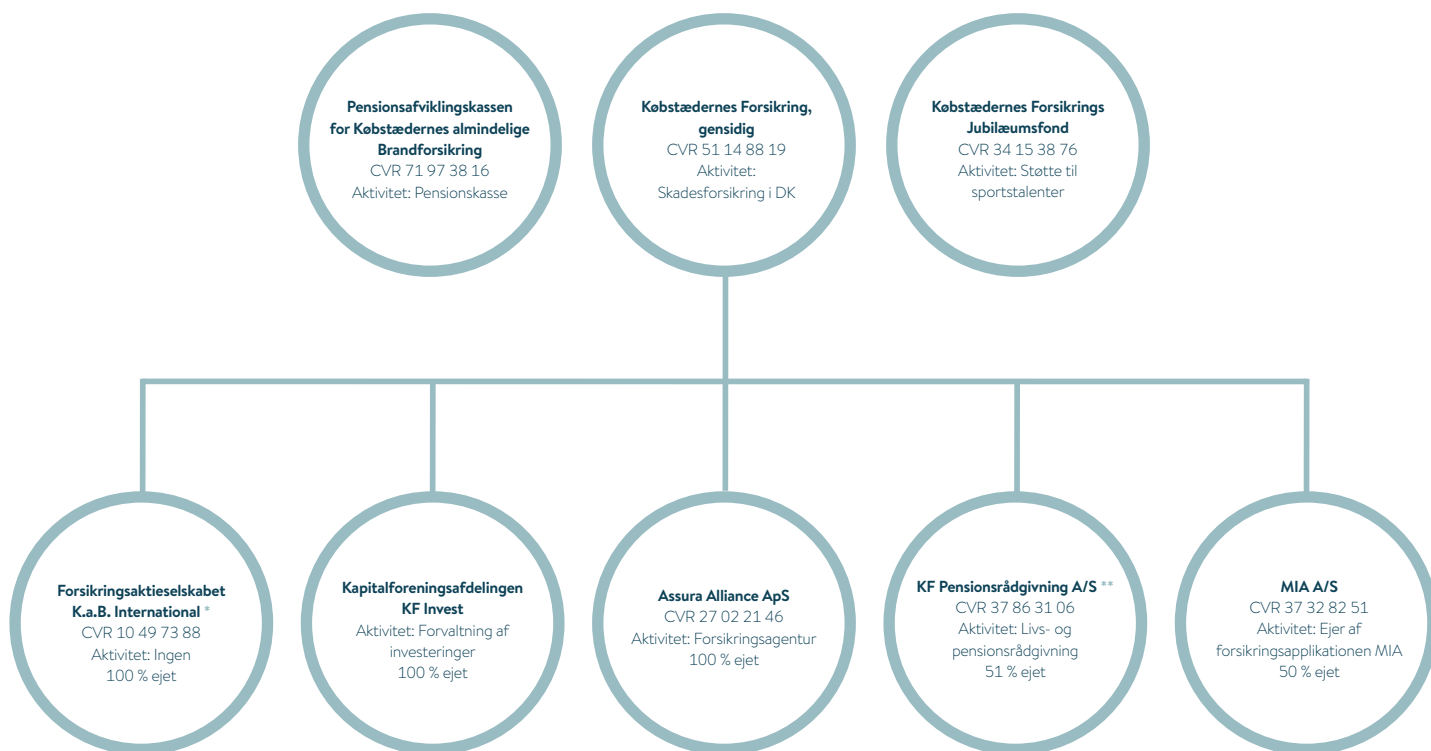 Pensionsafviklingskassen
for Købstædernes almindelige
Brandforsikring
CVR 71 97 38 16
Aktivitet: Pensionskasse
Købstædernes Forsikring,
gensidig
CVR 51 14 88 19
Aktivitet:
Skadesforsikring i DK
Købstædernes Forsikrings
Jubilæumsfond
CVR 34 15 38 76
Aktivitet: Støtte til
sportstalenter
Forsikringsaktieselskabet
K.a.B. International *
CVR 10 49 73 88
Aktivitet: Ingen
100 % ejet
Kapitalforeningsafdelingen
KF Invest
Aktivitet: Forvaltning af
investeringer
100 % ejet
Assura Alliance ApS
CVR 27 02 21 46
Aktivitet: Forsikringsagentur
100 % ejet
KF Pensionsrådgivning A/S **
CVR 37 86 31 06
Aktivitet: Livs- og
pensionsrådgivning
51 % ejet
MIA A/S
CVR 37 32 82 51
Aktivitet: Ejer af
forsikringsapplikationen MIA
50 % ejet